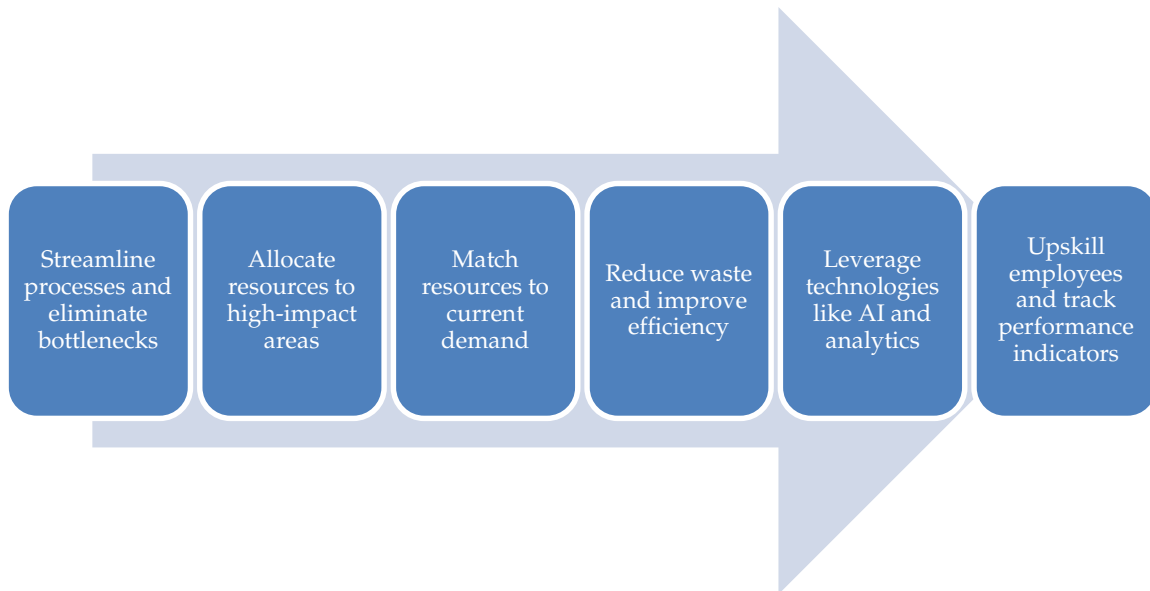 Streamline
processes and
eliminate
bottlenecks
Allocate
resources to
high-impact
areas
Match
resources to
current
demand
Reduce waste
and improve
efficiency
Leverage
technologies
like AI and
analytics
Upskill
employees
and track
performance
indicators